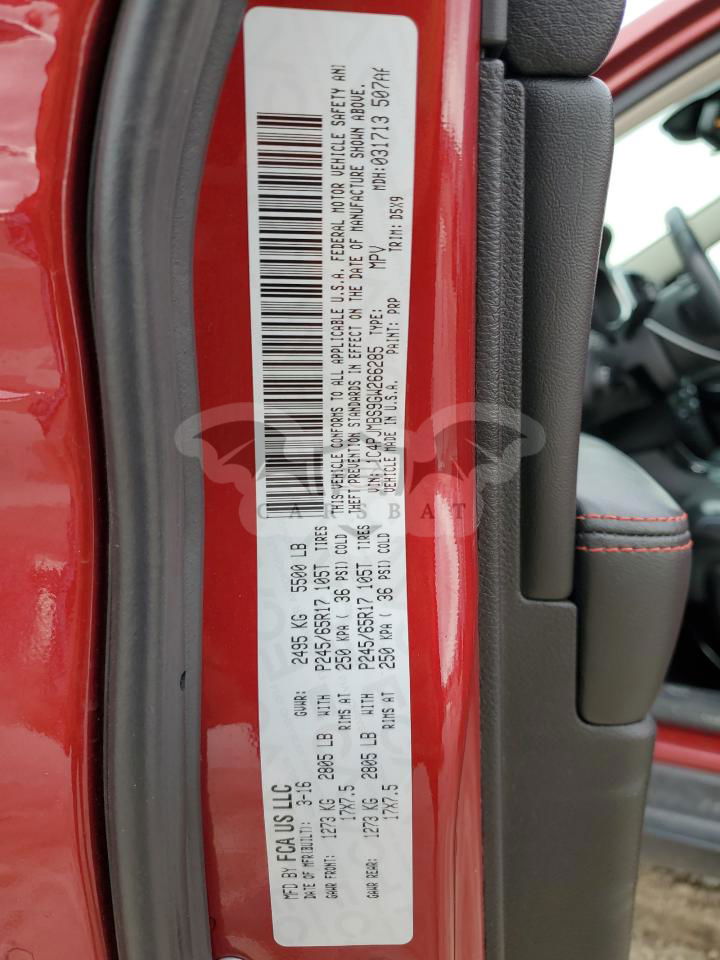 MFD BY FCA US LLC
DATE OF MFR(BUILT): 3-16 GVWR: 2495 KG 5500 LB
GAWR FRONT: 1273 KG 2805 LB WITH P245/65R17 105T TIRES
17X7.5 RIMS AT 250 KPA ( 36 PSI) COLD
GAWR REAR: 1273 KG 2805 LB WITH P245/65R17 105T TIRES
17X7.5 RIMS AT 250 KPA ( 36 PSI) COLD
THIS VEHICLE CONFORMS TO ALL APPLICABLE U.S.A. FEDERAL MOTOR VEHICLE SAFETY AND
THEFT PREVENTION STANDARDS IN EFFECT ON THE DATE OF MANUFACTURE SHOWN ABOVE.
VIN: 1C4PJMBS9GW266285 TYPE: MPV MDH:031713 507AF
VEHICLE MADE IN U.S.A. PAINT: PRP TRIM: D5X9
CARSBAT